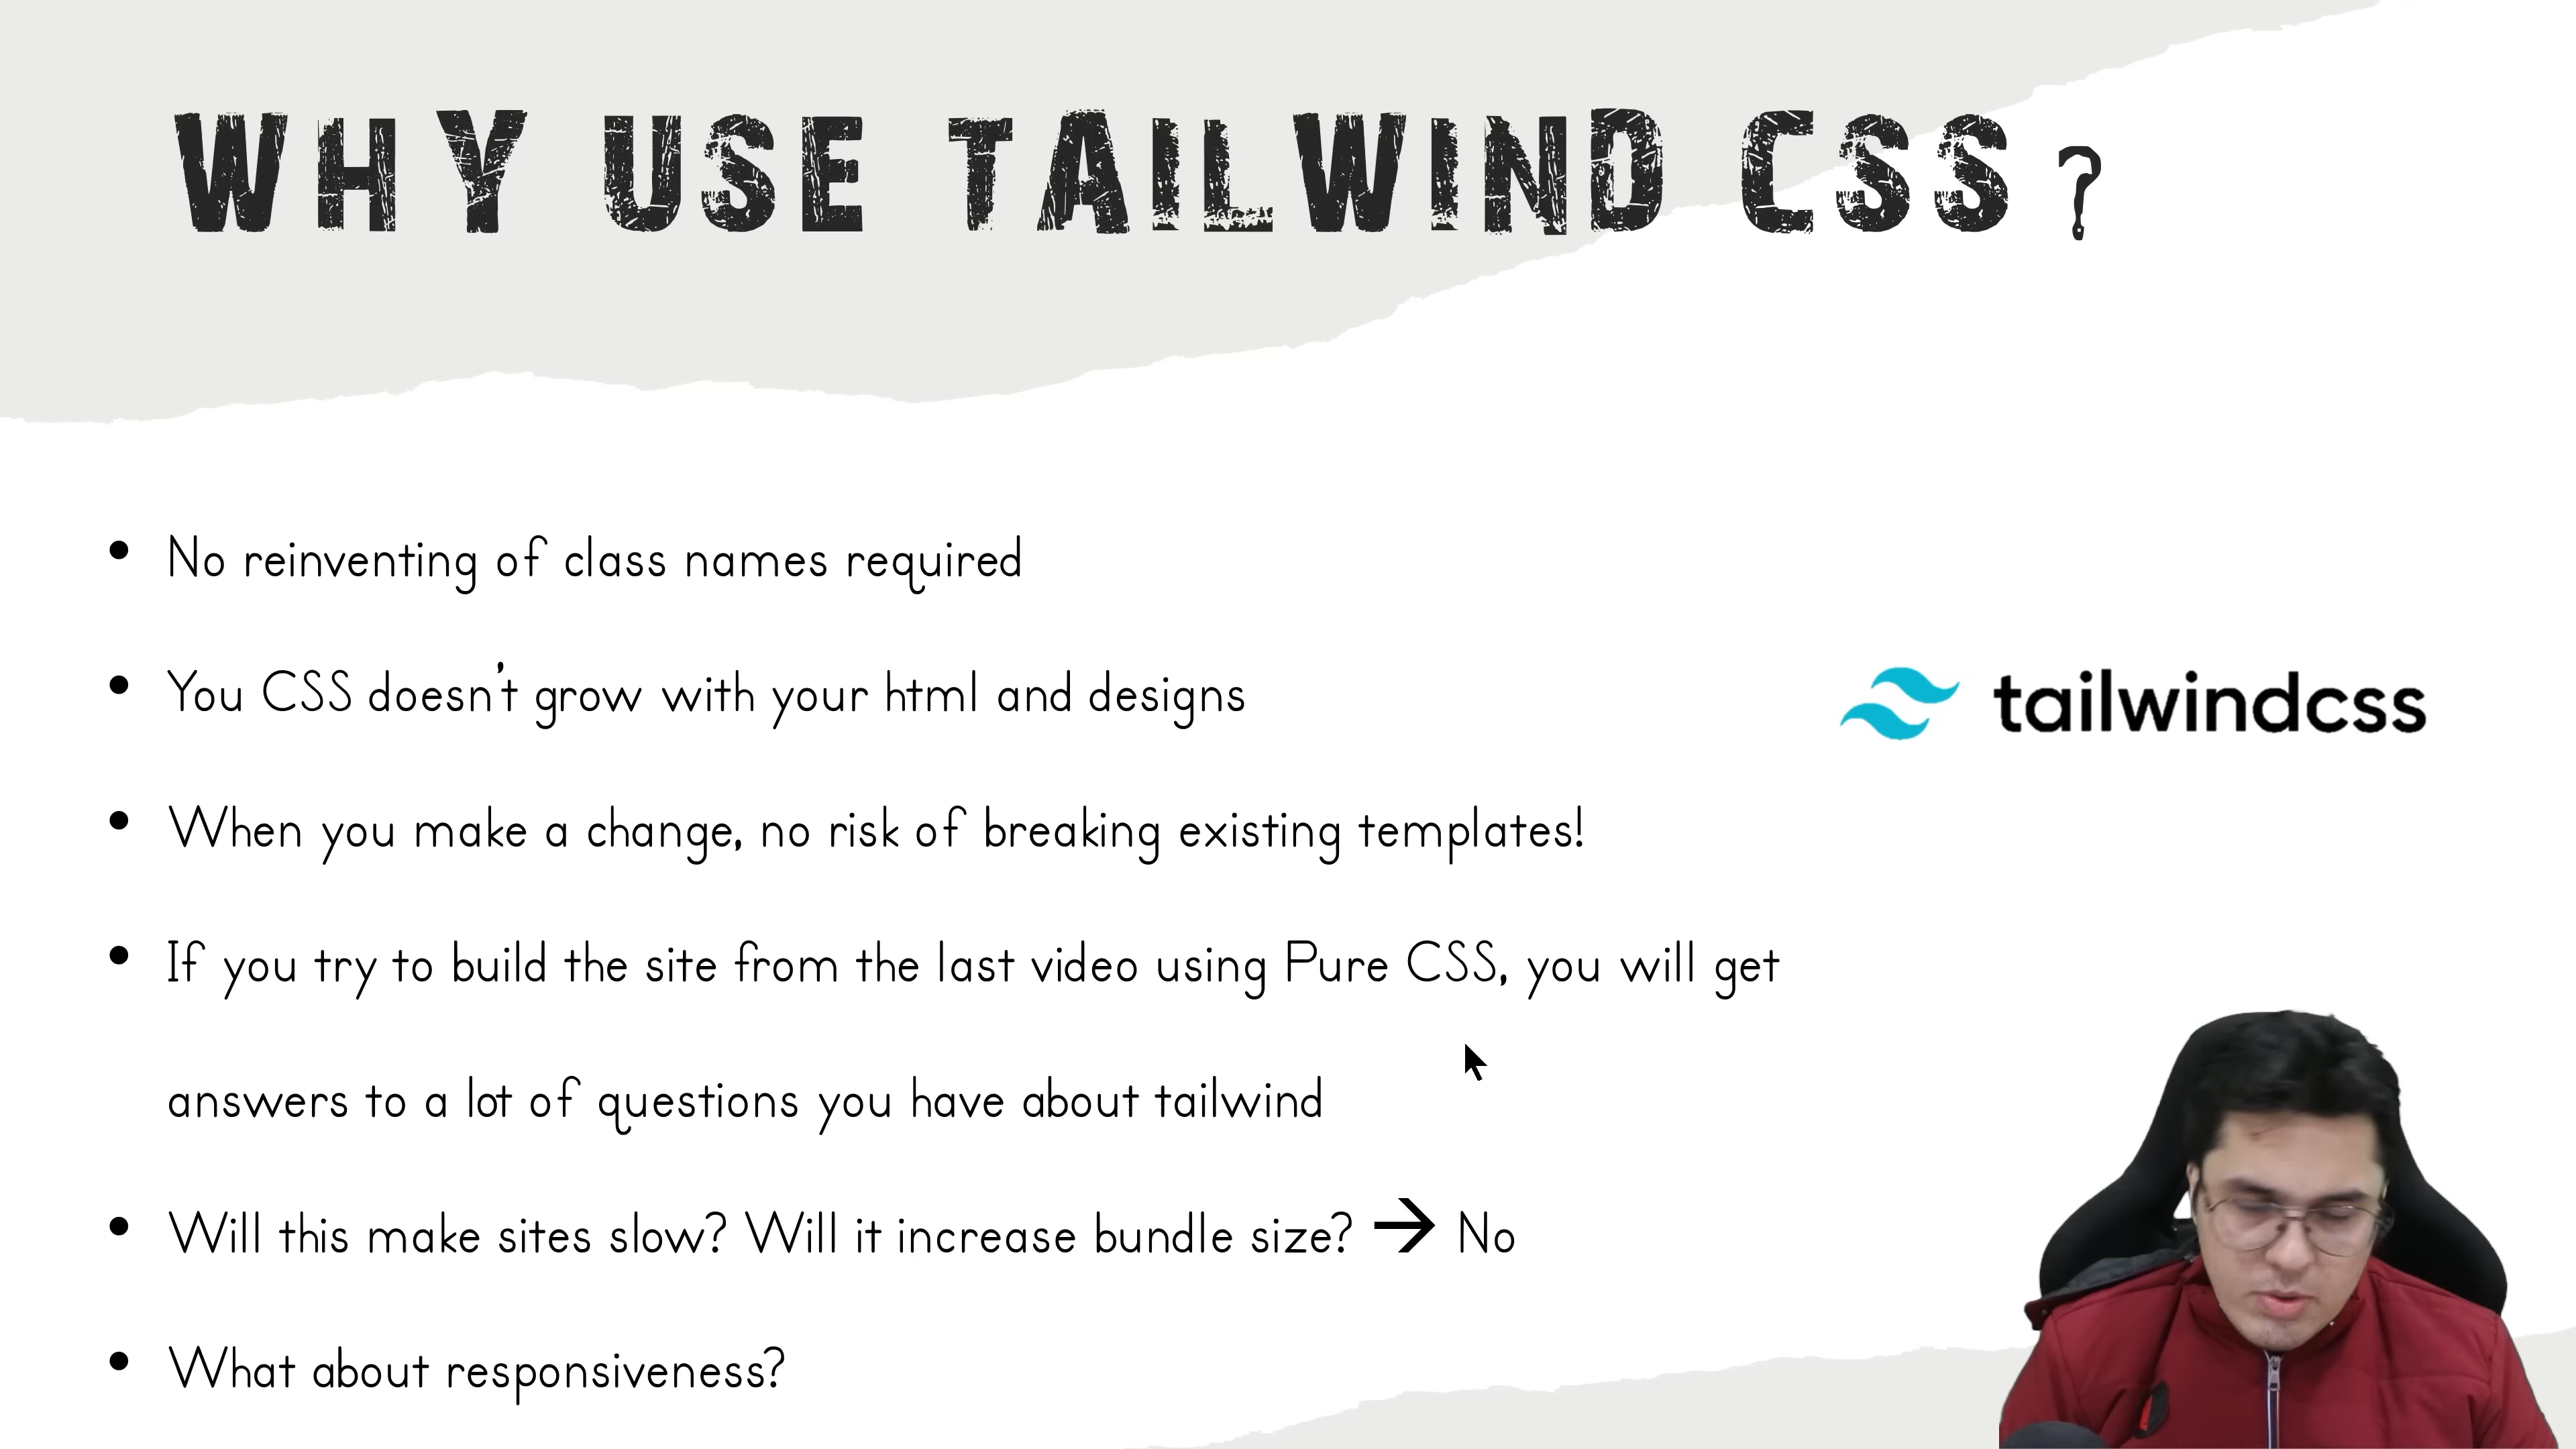 WHY USE TAILWIND CSS?
• No reinventing of class names required
• You CSS doesn't grow with your html and designs
tailwindcss
• When you make a change, no risk of breaking existing templates!
• If you try to build the site from the last video using Pure CSS, you will get
answers to a lot of questions you have about tailwind
• Will this make sites slow? Will it increase bundle size? → No
• What about responsiveness?